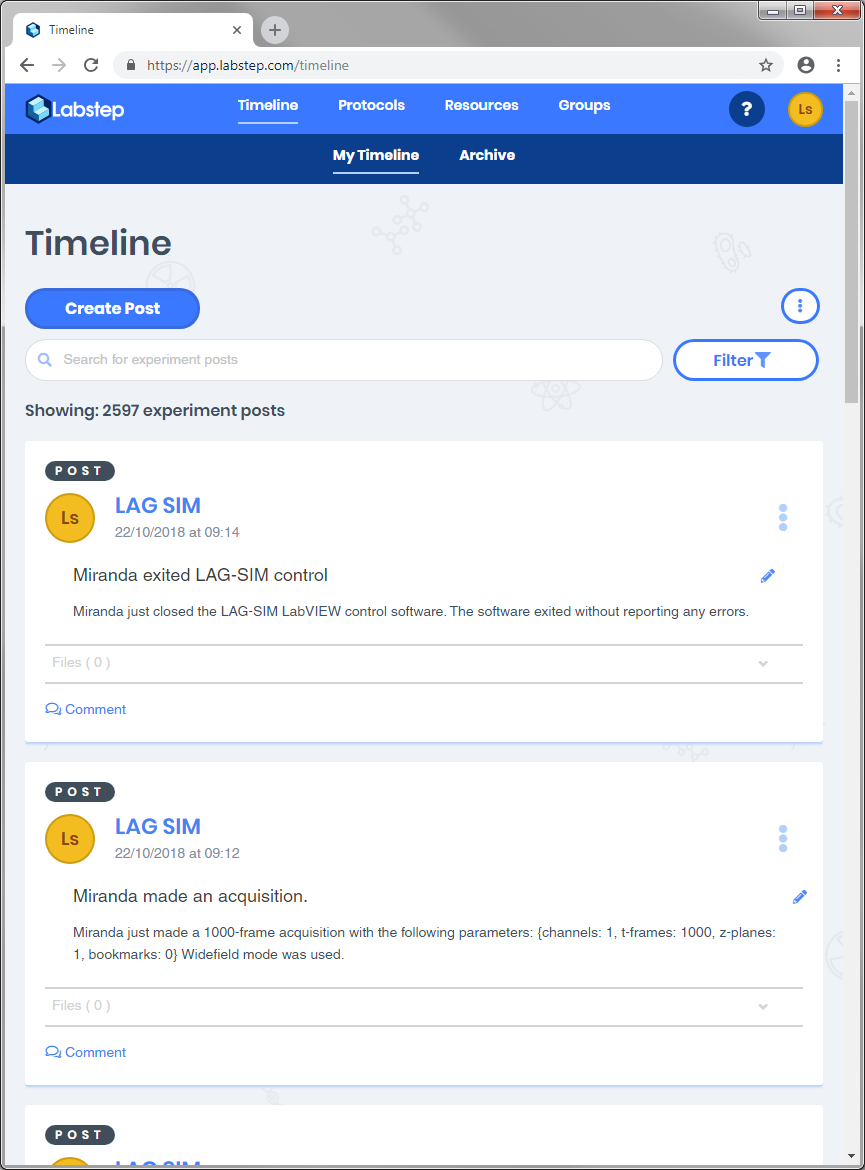 Timeline
https://app.labstep.com/timeline
Labstep
Timeline Protocols Resources Groups ? Ls
My Timeline Archive
Timeline
Create Post
Search for experiment posts
Filter
Showing: 2597 experiment posts
POST
Ls
LAG SIM
22/10/2018 at 09:14
Miranda exited LAG-SIM control
Miranda just closed the LAG-SIM LabVIEW control software. The software exited without reporting any errors.
Files ( 0 )
Comment
POST
Ls
LAG SIM
22/10/2018 at 09:12
Miranda made an acquisition.
Miranda just made a 1000-frame acquisition with the following parameters: {channels: 1, t-frames: 1000, z-planes:
1, bookmarks: 0} Widefield mode was used.
Files ( 0 )
Comment
POST
LAG SIM